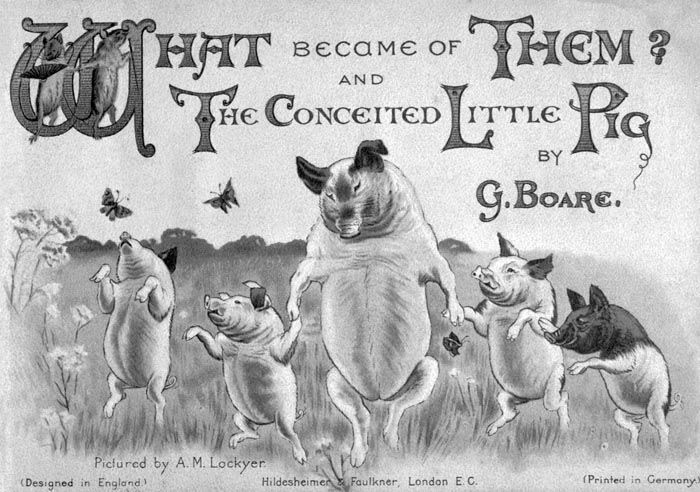 WHAT BECAME OF THEM?
AND
THE CONCEITED LITTLE PIG
BY
G. BOARE.
Pictured by A. M. Lockyer.
(Designed in England.) Hildesheimer & Faulkner, London E. C. (Printed in Germany)